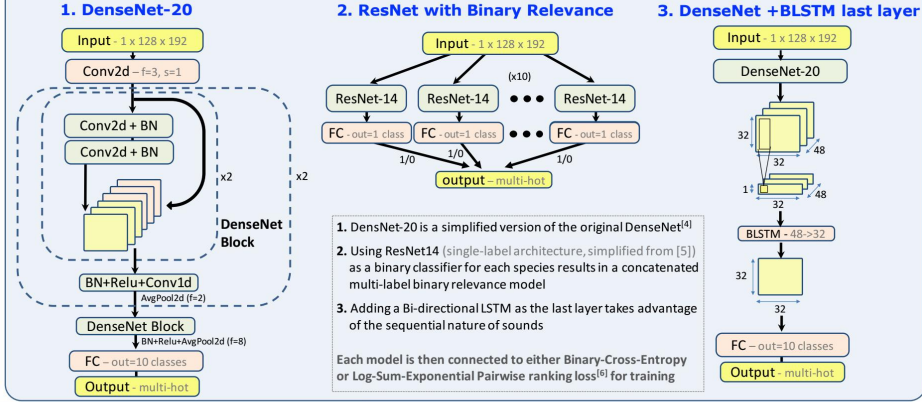 1. DenseNet-20
Input - 1 x 128 x 192
Conv2d – f=3, s=1
Conv2d + BN
Conv2d + BN
x2
x2
DenseNet
Block
BN+Relu+Conv1d
AvgPool2d (f=2)
DenseNet Block
BN+Relu+AvgPool2d (f=8)
FC – out=10 classes
Output - multi-hot
2. ResNet with Binary Relevance
Input - 1 x 128 x 192
(x10)
ResNet-14
ResNet-14
ResNet-14
FC - out=1 class
FC - out=1 class
FC - out=1 class
1/0
1/0
1/0
output – multi-hot
1. DensNet-20 is a simplified version of the original DenseNet[4]
2. Using ResNet14 (single-label architecture, simplified from [5])
as a binary classifier for each species results in a concatenated
multi-label binary relevance model
3. Adding a Bi-directional LSTM as the last layer takes advantage
of the sequential nature of sounds
Each model is then connected to either Binary-Cross-Entropy
or Log-Sum-Exponential Pairwise ranking loss[6] for training
3. DenseNet +BLSTM last layer
Input - 1 x 128 x 192
DenseNet-20
32
32
48
1
32
48
BLSTM - 48->32
32
32
FC – out=10 classes
Output - multi-hot